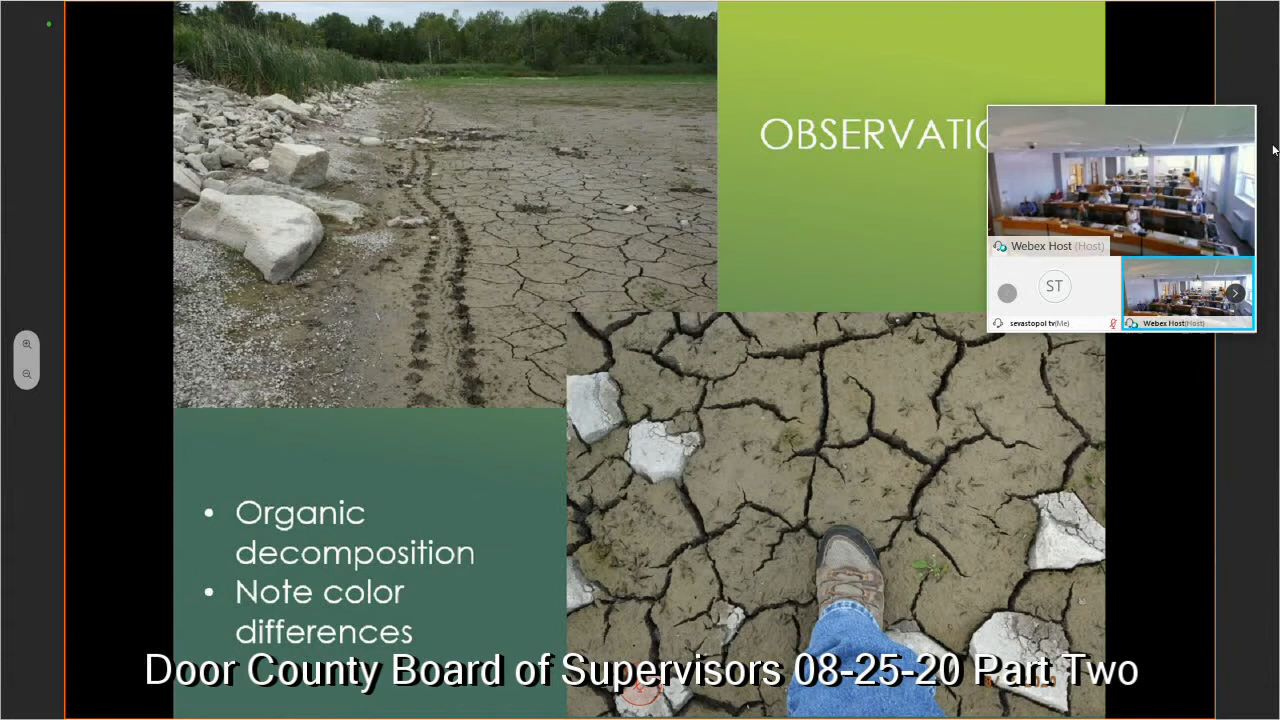 OBSERVATIO
Webex Host (Host)
ST
sevastopol tv(Me)
Webex Host(Host)
• Organic
decomposition
• Note color
differences
Door County Board of Supervisors 08-25-20 Part Two